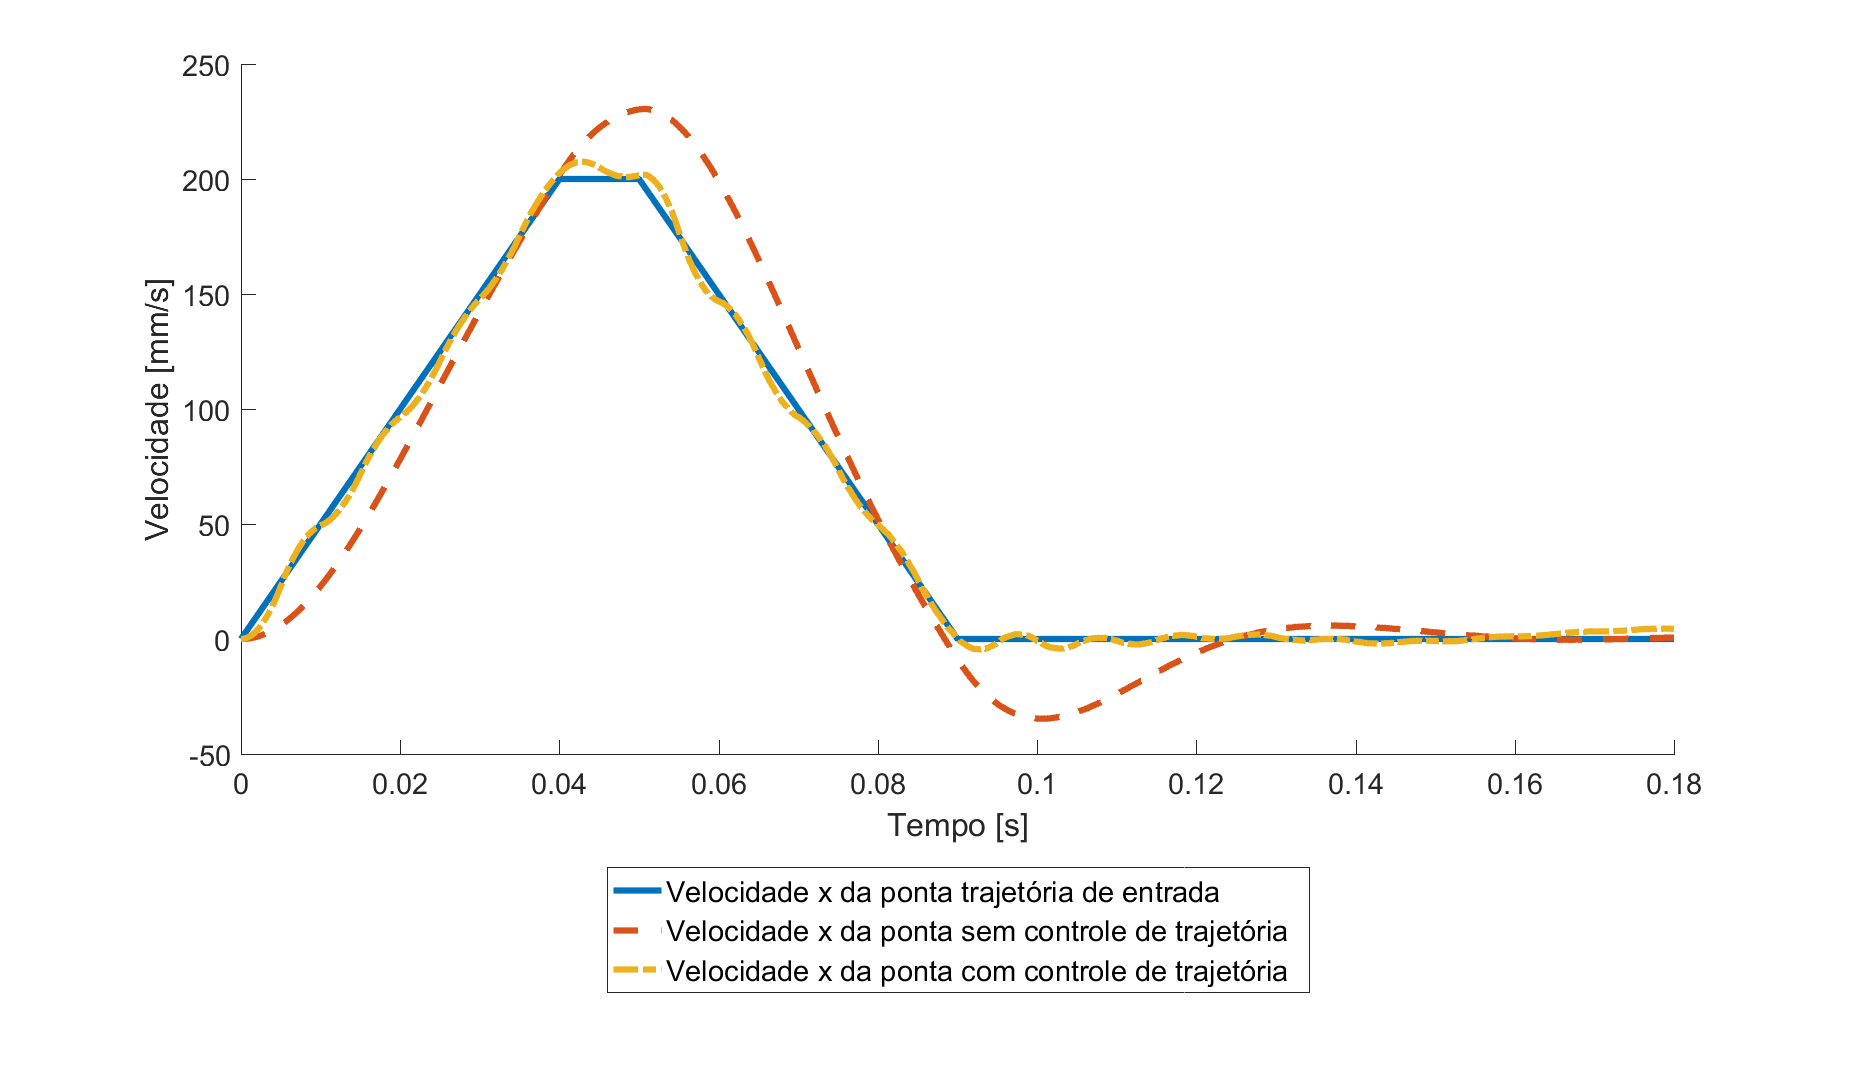 250
200
150
100
50
0
-50
Velocidade [mm/s]
0 0.02 0.04 0.06 0.08 0.1 0.12 0.14 0.16 0.18
Tempo [s]
Velocidade x da ponta trajetória de entrada
Velocidade x da ponta sem controle de trajetória
Velocidade x da ponta com controle de trajetória